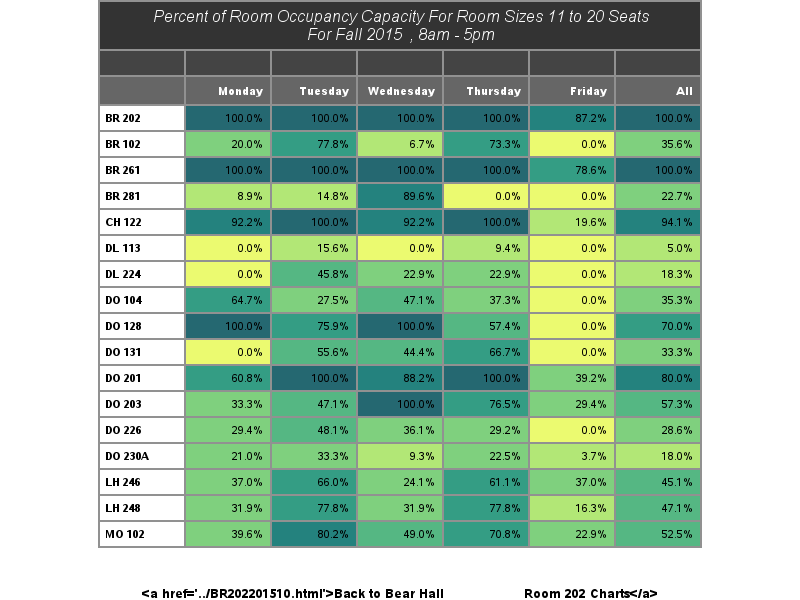 Percent of Room Occupancy Capacity For Room Sizes 11 to 20 Seats
For Fall 2015 , 8am - 5pm
Monday Tuesday Wednesday Thursday Friday All
BR 202 100.0% 100.0% 100.0% 100.0% 87.2% 100.0%
BR 102 20.0% 77.8% 6.7% 73.3% 0.0% 35.6%
BR 261 100.0% 100.0% 100.0% 100.0% 78.6% 100.0%
BR 281 8.9% 14.8% 89.6% 0.0% 0.0% 22.7%
CH 122 92.2% 100.0% 92.2% 100.0% 19.6% 94.1%
DL 113 0.0% 15.6% 0.0% 9.4% 0.0% 5.0%
DL 224 0.0% 45.8% 22.9% 22.9% 0.0% 18.3%
DO 104 64.7% 27.5% 47.1% 37.3% 0.0% 35.3%
DO 128 100.0% 75.9% 100.0% 57.4% 0.0% 70.0%
DO 131 0.0% 55.6% 44.4% 66.7% 0.0% 33.3%
DO 201 60.8% 100.0% 88.2% 100.0% 39.2% 80.0%
DO 203 33.3% 47.1% 100.0% 76.5% 29.4% 57.3%
DO 226 29.4% 48.1% 36.1% 29.2% 0.0% 28.6%
DO 230A 21.0% 33.3% 9.3% 22.5% 3.7% 18.0%
LH 246 37.0% 66.0% 24.1% 61.1% 37.0% 45.1%
LH 248 31.9% 77.8% 31.9% 77.8% 16.3% 47.1%
MO 102 39.6% 80.2% 49.0% 70.8% 22.9% 52.5%
<a href='../BR202201510.html'>Back to Bear Hall Room 202 Charts</a>